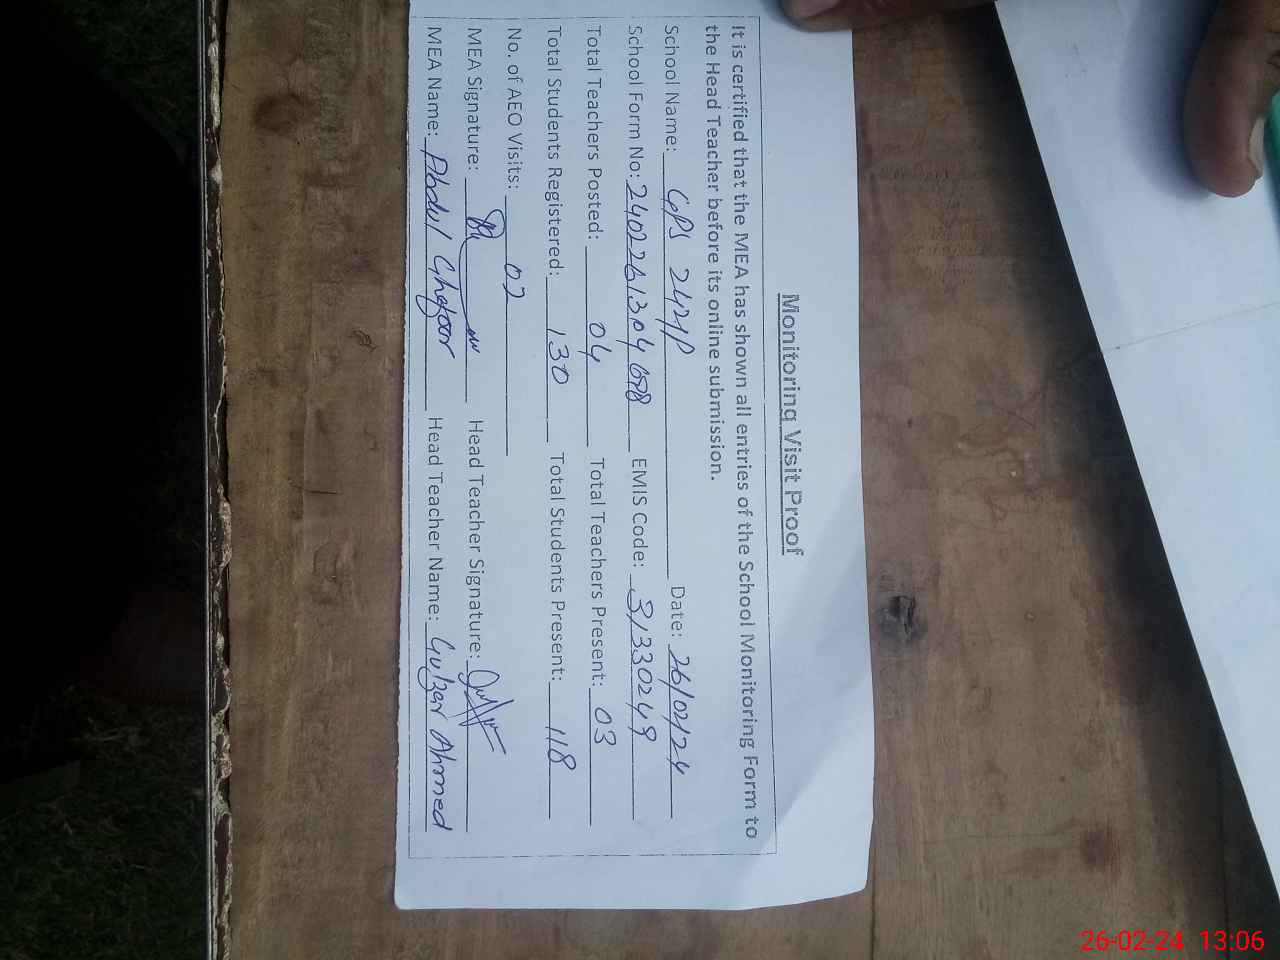 Monitoring Visit Proof
It is certified that the MEA has shown all entries of the School Monitoring Form to
the Head Teacher before its online submission.
School Name: GPS 242/P Date: 26/02/24
School Form No: EMIS Code: 31330249
Total Teachers Posted: 04 Total Teachers Present: 03
Total Students Registered: 130 Total Students Present: 118
No. of AEO Visits: 02
MEA Signature: Head Teacher Signature:
MEA Name: Abdul Ghafoor Head Teacher Name: Gulzar Ahmed
26-02-24 13:06